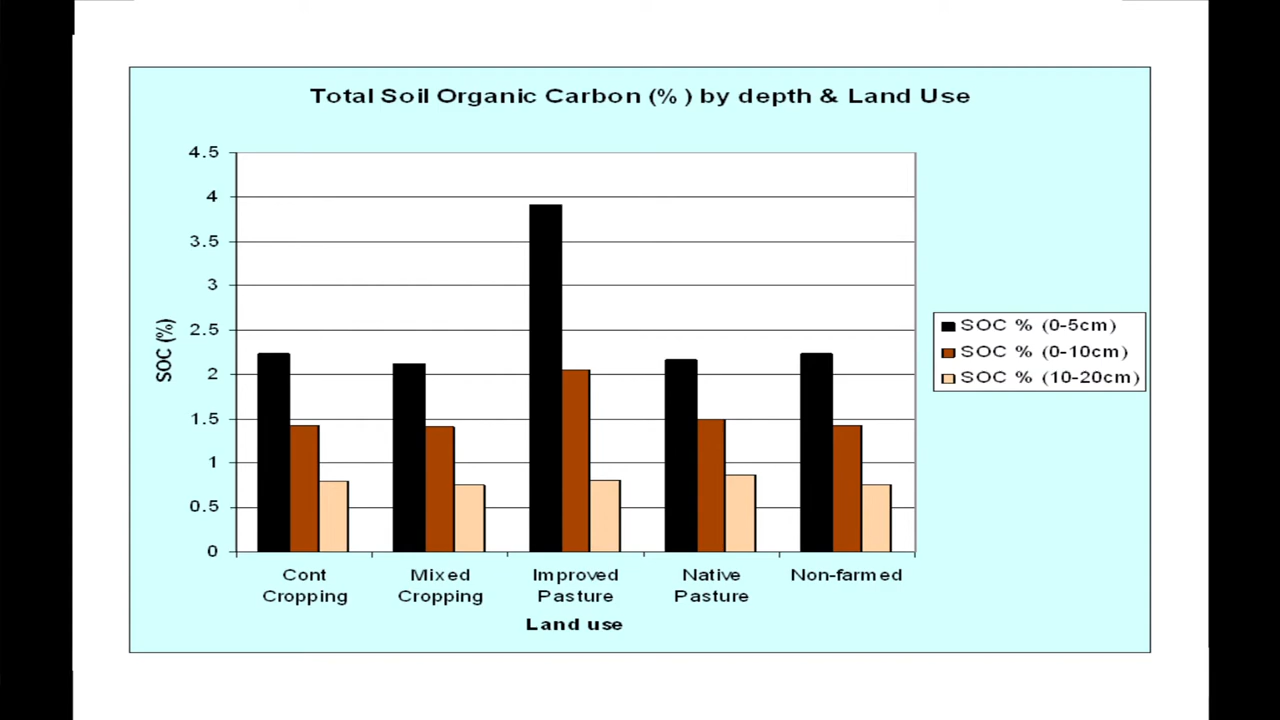 Total Soil Organic Carbon (%) by depth & Land Use
4.5
4
3.5
3
2.5
2
1.5
1
0.5
0
SOC (%)
SOC % (0-5cm)
SOC % (0-10cm)
SOC % (10-20cm)
Cont Cropping
Mixed Cropping
Improved Pasture
Native Pasture
Non-farmed
Land use